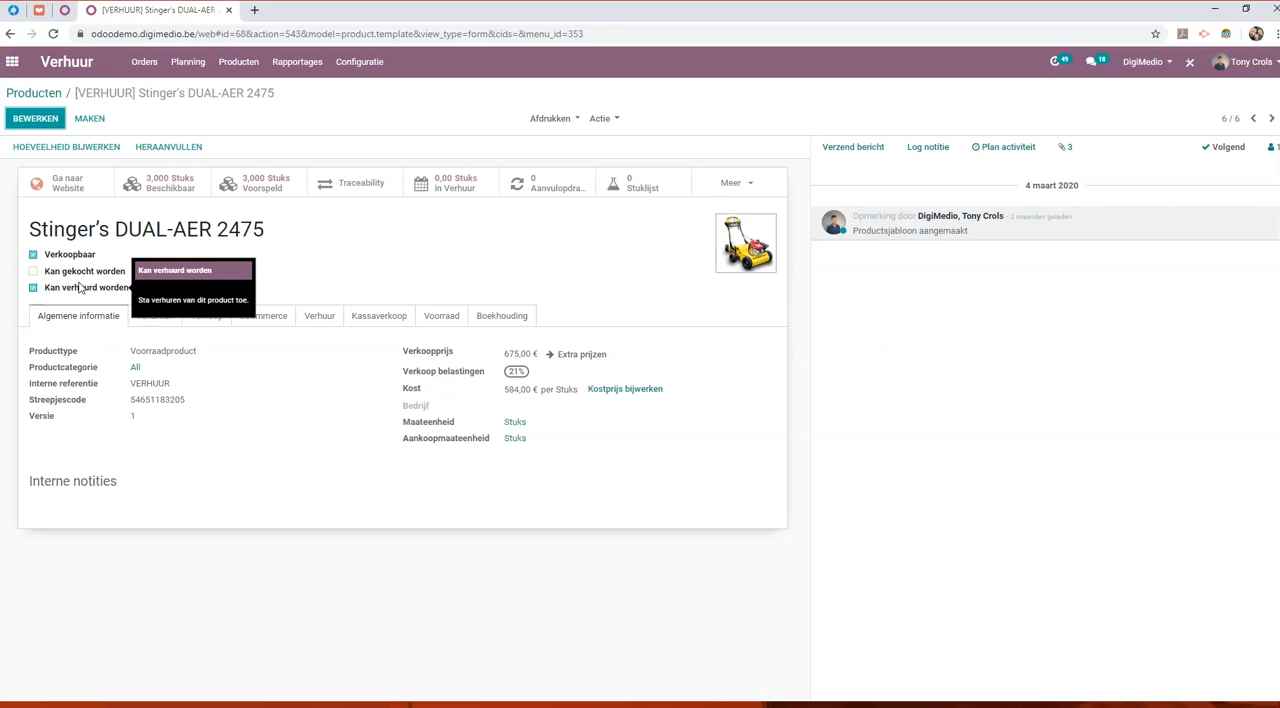 [VERHUUR] Stinger's DUAL-AER
odoodemo.digimedio.be/web#id=68&action=543&model=product.template&view_type=form&cids=&menu_id=353
Verhuur Orders Planning Producten Rapportages Configuratie 49 18 DigiMedio Tony Crols
Producten / [VERHUUR] Stinger's DUAL-AER 2475
BEWERKEN MAKEN Afdrukken Actie 6 / 6
HOEVEELHEID BIJWERKEN HERAANVULLEN Verzend bericht Log notitie Plan activiteit 3 Volgend 1
Ga naar Website
3,000 Stuks Beschikbaar
3,000 Stuks Voorspeld
Traceability
0,00 Stuks in Verhuur
0 Aanvulopdra...
0 Stuklijst
Meer
4 maart 2020
Opmerking door DigiMedio, Tony Crols - 2 maanden geleden
Productsjabloon aangemaakt
Stinger's DUAL-AER 2475
Verkoopbaar
Kan gekocht worden
Kan verhuurd worden
Kan verhuurd worden
Sta verhuren van dit product toe.
Algemene informatie Verhuur Kassaverkoop Voorraad Boekhouding
Producttype Voorraadproduct
Productcategorie All
Interne referentie VERHUUR
Streepjescode 54651183205
Versie 1
Verkoopprijs 675,00 € Extra prijzen
Verkoop belastingen 21%
Kost 584,00 € per Stuks Kostprijs bijwerken
Bedrijf
Maateenheid Stuks
Aankoopmaateenheid Stuks
Interne notities